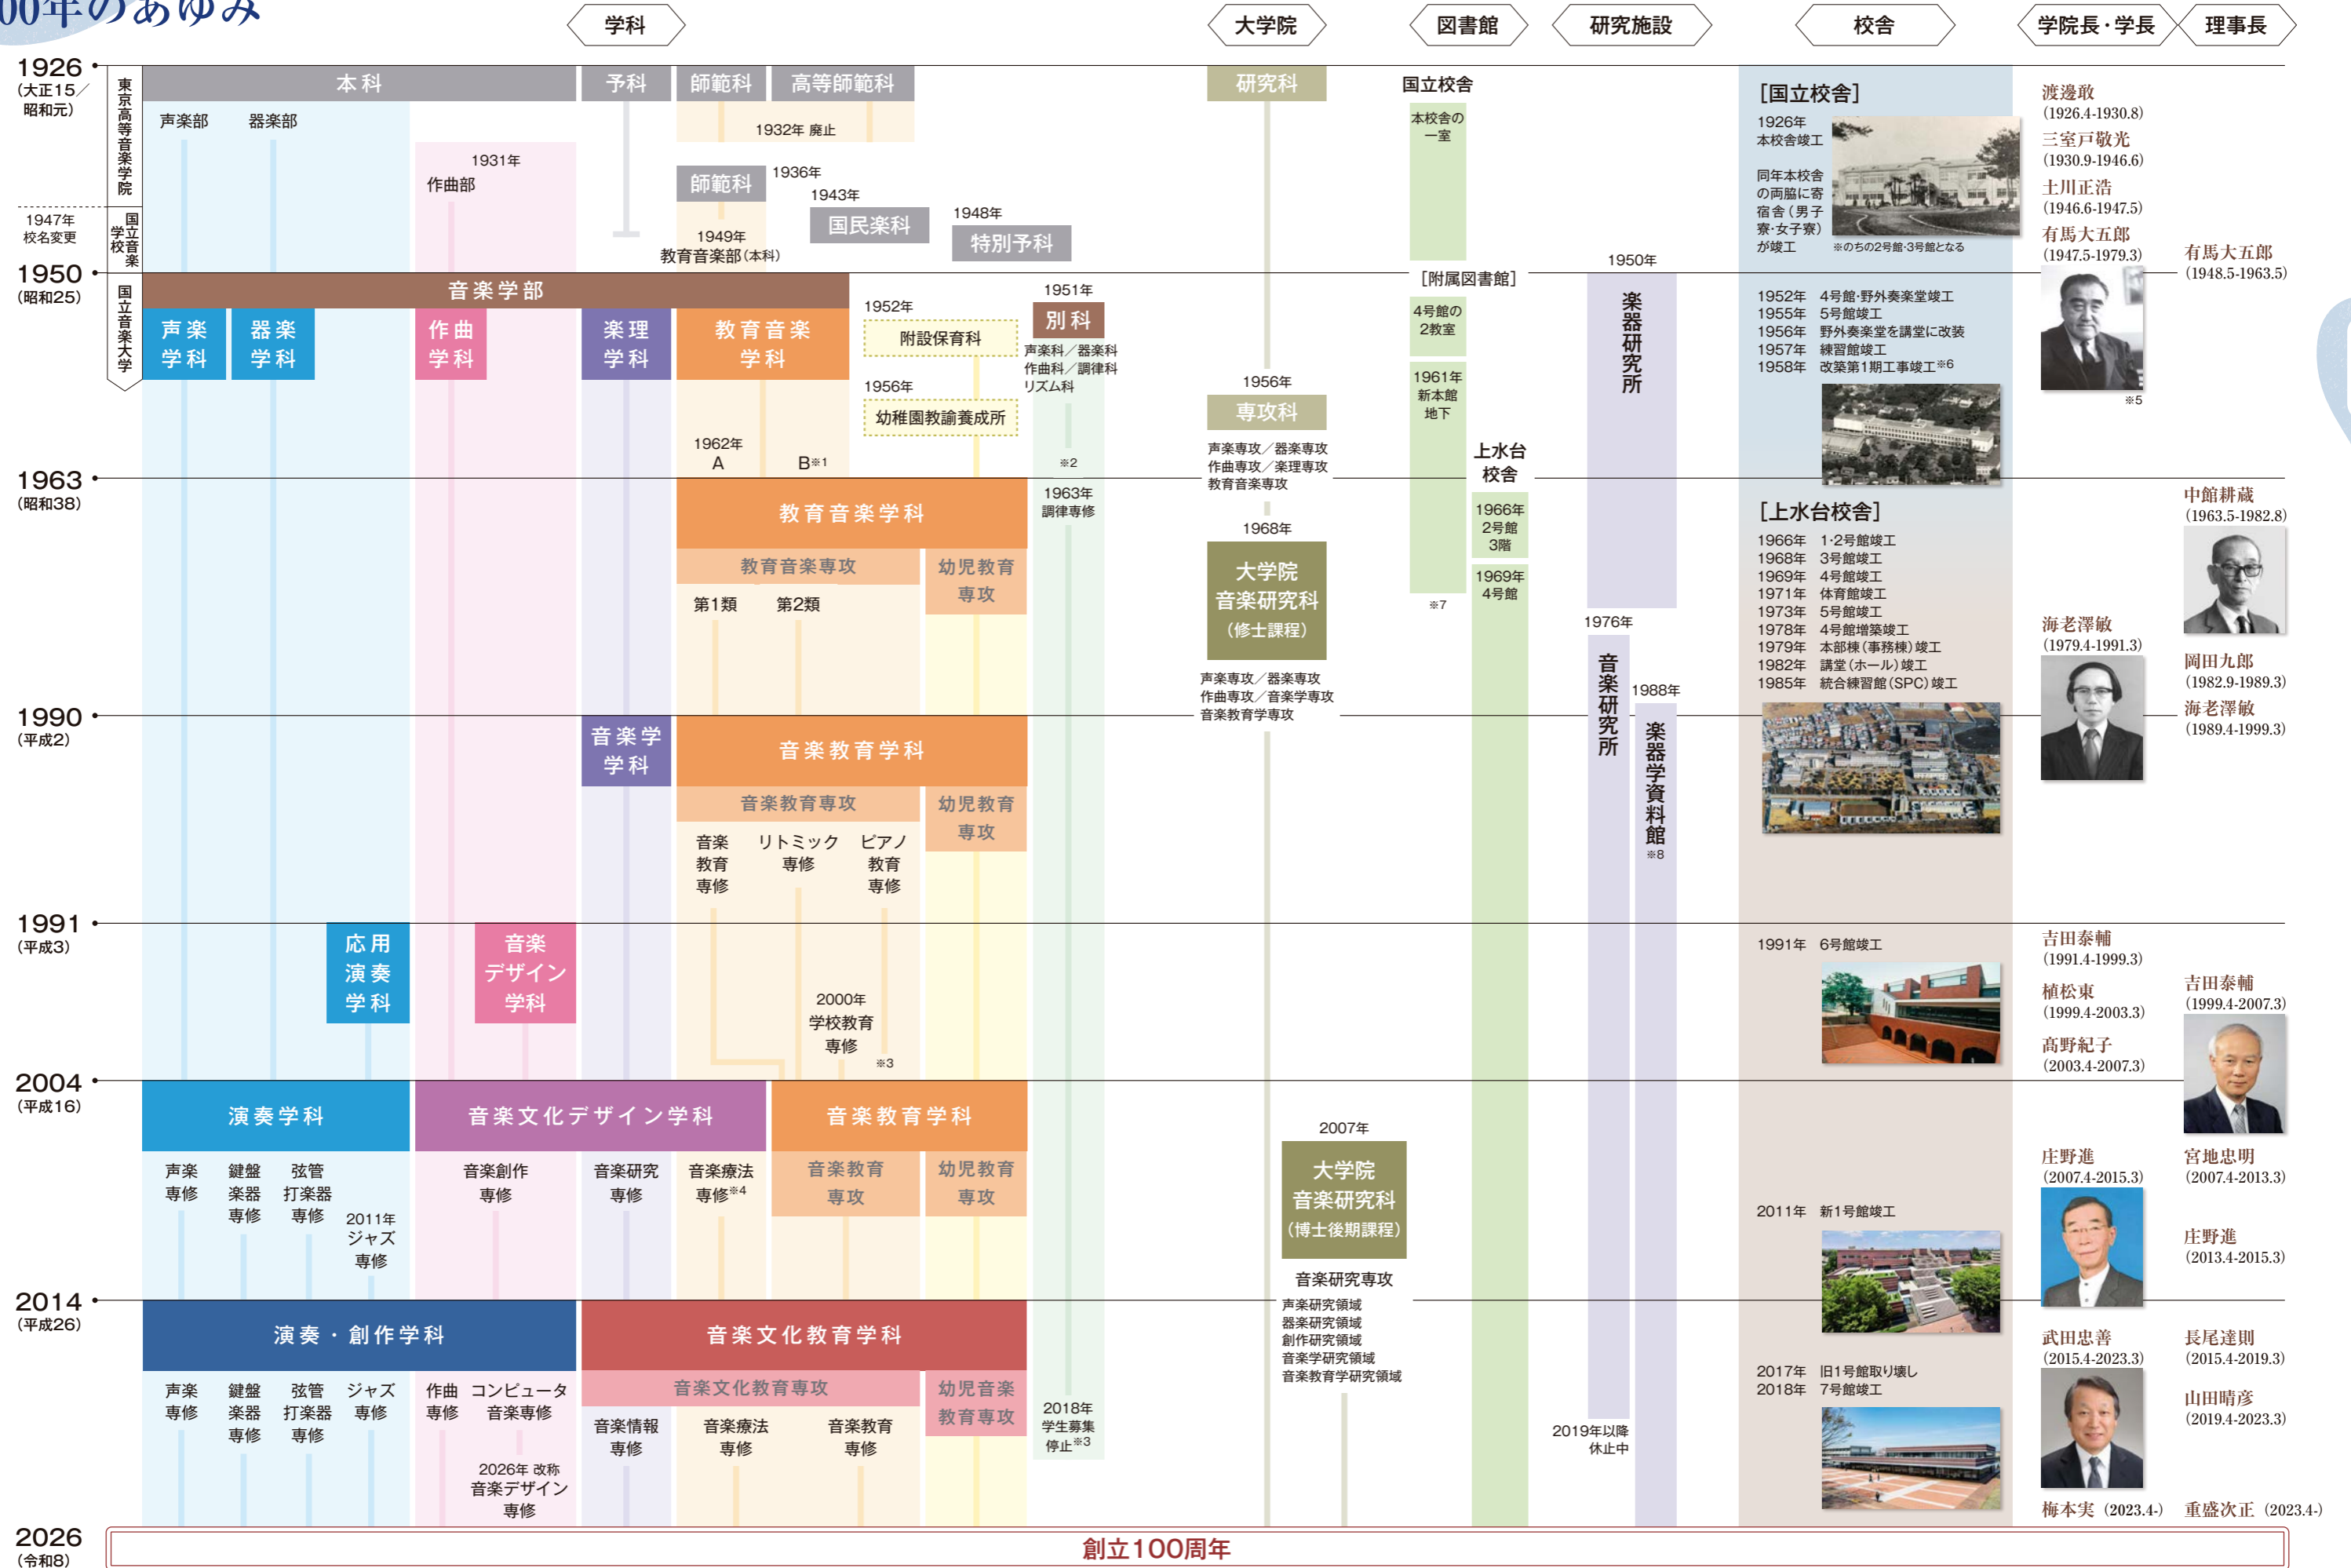 00年のあゆみ
学科
大学院
図書館
研究施設
校舎
学院長・学長
理事長
1926
(大正15／
昭和元)
東京高等音楽学院
1947年
校名変更
国立音楽
学校
本科
声楽部
器楽部
1931年
作曲部
予科
師範科
高等師範科
1932年 廃止
師範科
1936年
1943年
国民楽科
1948年
特別予科
1949年
教育音楽部(本科)
研究科
国立校舎
本校舎の
一室
1950年
[国立校舎]
1926年
本校舎竣工
同年本校舎
の両脇に寄
宿舎(男子
寮・女子寮)
が竣工
※のちの2号館・3号館となる
渡邊敢
(1926.4-1930.8)
三室戸敬光
(1930.9-1946.6)
土川正浩
(1946.6-1947.5)
有馬大五郎
(1947.5-1979.3)
有馬大五郎
(1948.5-1963.5)
1950
(昭和25)
国立音楽大学
音楽学部
声楽
学科
器楽
学科
作曲
学科
楽理
学科
教育音楽
学科
1952年
附設保育科
1956年
幼稚園教諭養成所
1951年
別科
声楽科／器楽科
作曲科／調律科
リズム科
1962年
A
B※1
※2
1956年
専攻科
声楽専攻／器楽専攻
作曲専攻／楽理専攻
教育音楽専攻
[附属図書館]
4号館の
2教室
1961年
新本館
地下
上水台
校舎
楽器研究所
1952年 4号館・野外奏楽堂竣工
1955年 5号館竣工
1956年 野外奏楽堂を講堂に改装
1957年 練習館竣工
1958年 改築第1期工事竣工※6
※5
1963
(昭和38)
教育音楽学科
教育音楽専攻
幼児教育
専攻
第1類
第2類
1963年
調律専修
1968年
大学院
音楽研究科
(修士課程)
声楽専攻／器楽専攻
作曲専攻／音楽学専攻
音楽教育学専攻
1966年
2号館
3階
1969年
4号館
※7
1976年
音楽研究所
1988年
楽器学資料館
※8
[上水台校舎]
1966年 1・2号館竣工
1968年 3号館竣工
1969年 4号館竣工
1971年 体育館竣工
1973年 5号館竣工
1978年 4号館増築竣工
1979年 本部棟(事務棟)竣工
1982年 講堂(ホール)竣工
1985年 統合練習館(SPC)竣工
海老澤敏
(1979.4-1991.3)
中館耕蔵
(1963.5-1982.8)
岡田九郎
(1982.9-1989.3)
海老澤敏
(1989.4-1999.3)
1990
(平成2)
音楽学
学科
音楽教育学科
音楽教育専攻
幼児教育
専攻
音楽
教育
専修
リトミック
専修
ピアノ
教育
専修
1991
(平成3)
応用
演奏
学科
音楽
デザイン
学科
2000年
学校教育
専修
※3
1991年 6号館竣工
吉田泰輔
(1991.4-1999.3)
植松東
(1999.4-2003.3)
髙野紀子
(2003.4-2007.3)
吉田泰輔
(1999.4-2007.3)
2004
(平成16)
演奏学科
音楽文化デザイン学科
音楽教育学科
声楽
専修
鍵盤
楽器
専修
弦管
打楽器
専修
2011年
ジャズ
専修
音楽創作
専修
音楽研究
専修
音楽療法
専修※4
音楽教育
専攻
幼児教育
専攻
2007年
大学院
音楽研究科
(博士後期課程)
音楽研究専攻
声楽研究領域
器楽研究領域
創作研究領域
音楽学研究領域
音楽教育学研究領域
2011年 新1号館竣工
庄野進
(2007.4-2015.3)
宮地忠明
(2007.4-2013.3)
庄野進
(2013.4-2015.3)
2014
(平成26)
演奏・創作学科
音楽文化教育学科
音楽文化教育専攻
幼児音楽
教育専攻
声楽
専修
鍵盤
楽器
専修
弦管
打楽器
専修
ジャズ
専修
作曲
専修
コンピュータ
音楽専修
2026年 改称
音楽デザイン
専修
音楽情報
専修
音楽療法
専修
音楽教育
専修
2018年
学生募集
停止※3
2019年以降
休止中
2017年 旧1号館取り壊し
2018年 7号館竣工
武田忠善
(2015.4-2023.3)
梅本実 (2023.4-)
長尾達則
(2015.4-2019.3)
山田晴彦
(2019.4-2023.3)
重盛次正 (2023.4-)
2026
(令和8)
創立100周年